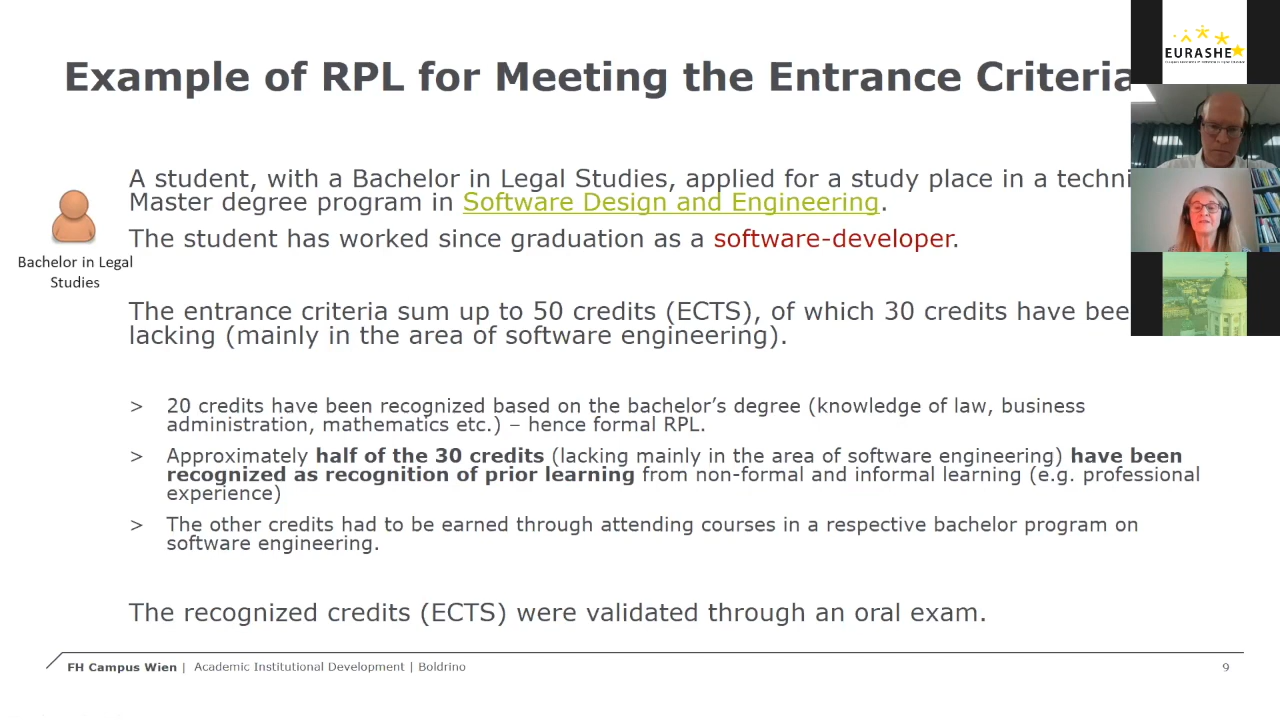 EURASHE
Example of RPL for Meeting the Entrance Criteria
A student, with a Bachelor in Legal Studies, applied for a study place in a
Master degree program in Software Design and Engineering.
The student has worked since graduation as a software-developer.
Bachelor in Legal
Studies
The entrance criteria sum up to 50 credits (ECTS), of which 30 credits have
lacking (mainly in the area of software engineering).
> 20 credits have been recognized based on the bachelor’s degree (knowledge of law, business
administration, mathematics etc.) – hence formal RPL.
> Approximately half of the 30 credits (lacking mainly in the area of software engineering) have been
recognized as recognition of prior learning from non-formal and informal learning (e.g. professional
experience)
> The other credits had to be earned through attending courses in a respective bachelor program on
software engineering.
The recognized credits (ECTS) were validated through an oral exam.
FH Campus Wien | Academic Institutional Development | Boldrino
9